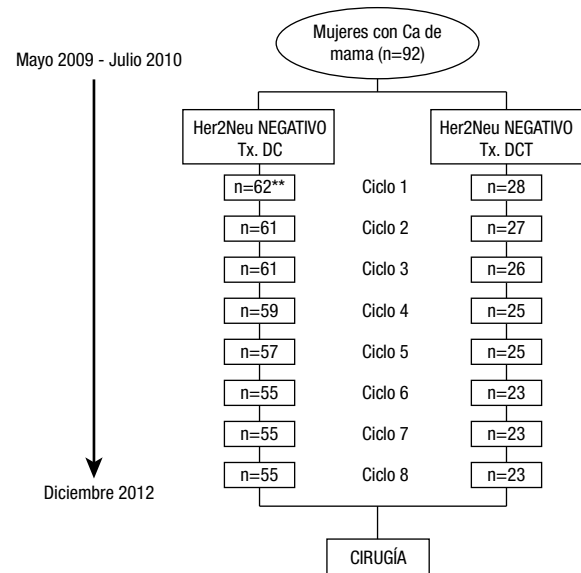 Mujeres con Ca de
mama (n=92)
Mayo 2009 - Julio 2010
Her2Neu NEGATIVO
Tx. DC
Her2Neu NEGATIVO
Tx. DCT
n=62** Ciclo 1 n=28
n=61 Ciclo 2 n=27
n=61 Ciclo 3 n=26
n=59 Ciclo 4 n=25
n=57 Ciclo 5 n=25
n=55 Ciclo 6 n=23
n=55 Ciclo 7 n=23
n=55 Ciclo 8 n=23
Diciembre 2012
CIRUGÍA